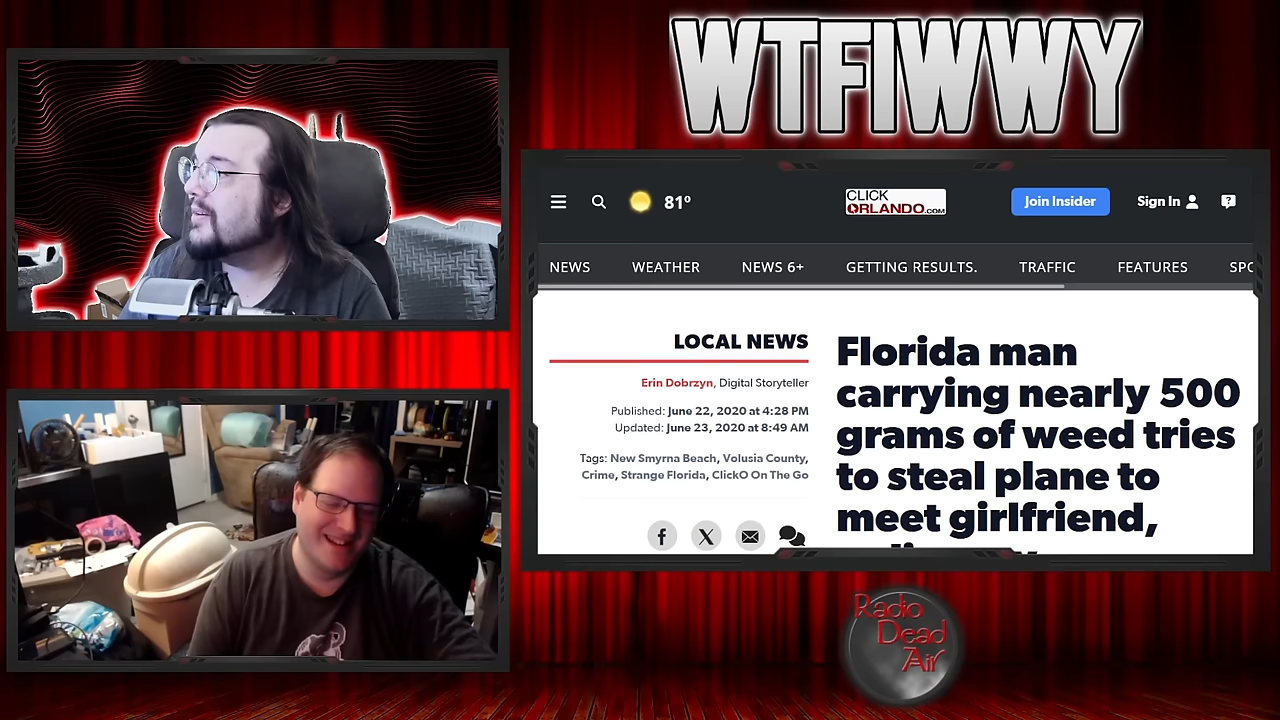 WTFIWWY
81°
CLICK
ORLANDO.COM
Join Insider
Sign In
NEWS
WEATHER
NEWS 6+
GETTING RESULTS.
TRAFFIC
FEATURES
SPO
LOCAL NEWS
Erin Dobrzyn, Digital Storyteller
Published: June 22, 2020 at 4:28 PM
Updated: June 23, 2020 at 8:49 AM
Tags: New Smyrna Beach, Volusia County,
Crime, Strange Florida, ClickO On The Go
Florida man
carrying nearly 500
grams of weed tries
to steal plane to
meet girlfriend,
Radio
Dead
Air